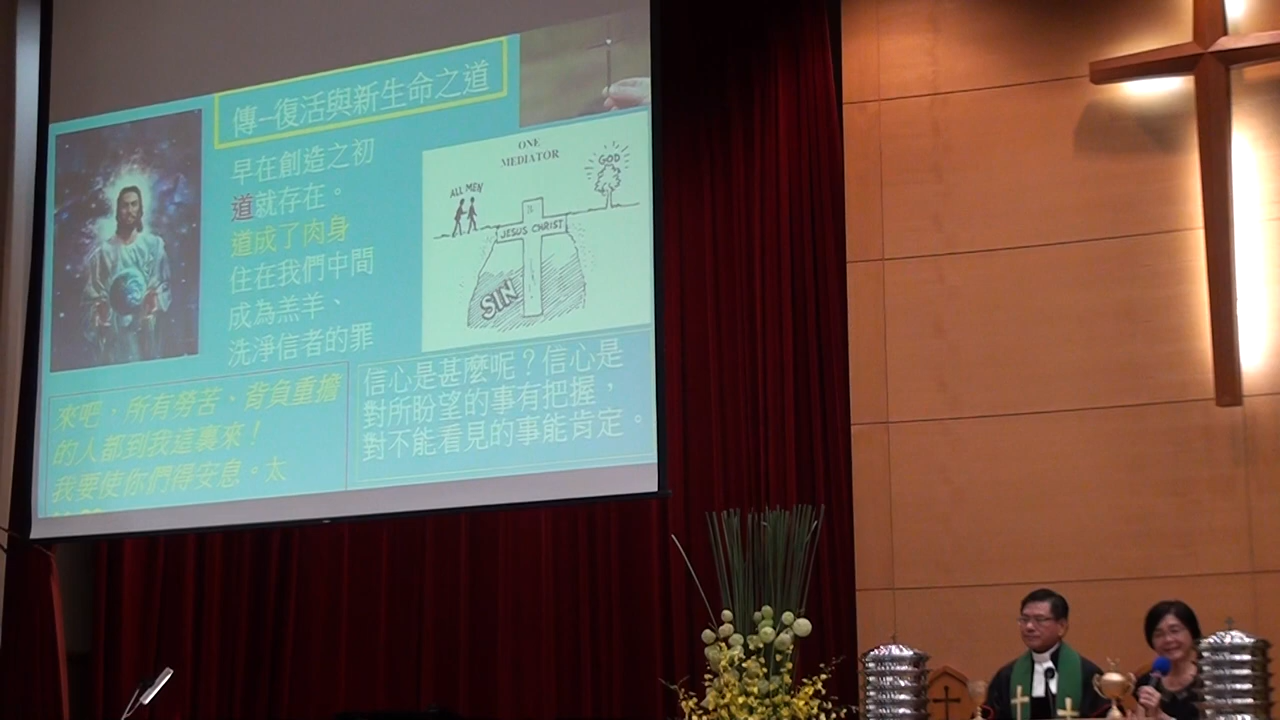 傳–復活與新生命之道
早在創造之初
道就存在。
道成了肉身
住在我們中間
成為羔羊、
洗淨信者的罪
ONE
MEDIATOR
ALL MEN
GOD
JESUS CHRIST
SIN
來吧，所有勞苦、背負重擔
的人都到我這裏來！
我要使你們得安息。太
信心是甚麼呢？信心是
對所盼望的事有把握，
對不能看見的事能肯定。